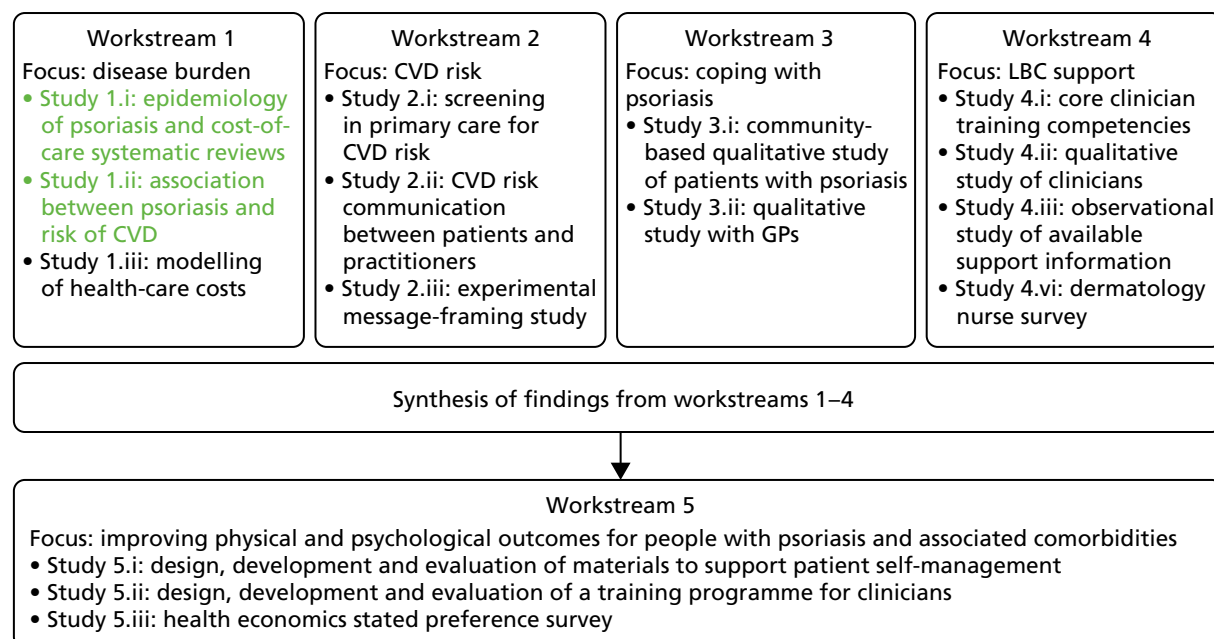 Workstream 1
Focus: disease burden
• Study 1.i: epidemiology
of psoriasis and cost-of-
care systematic reviews
• Study 1.ii: association
between psoriasis and
risk of CVD
• Study 1.iii: modelling
of health-care costs
Workstream 2
Focus: CVD risk
• Study 2.i: screening
in primary care for
CVD risk
• Study 2.ii: CVD risk
communication
between patients and
practitioners
• Study 2.iii: experimental
message-framing study
Workstream 3
Focus: coping with
psoriasis
• Study 3.i: community-
based qualitative study
of patients with psoriasis
• Study 3.ii: qualitative
study with GPs
Workstream 4
Focus: LBC support
• Study 4.i: core clinician
training competencies
• Study 4.ii: qualitative
study of clinicians
• Study 4.iii: observational
study of available
support information
• Study 4.vi: dermatology
nurse survey
Synthesis of findings from workstreams 1–4
Workstream 5
Focus: improving physical and psychological outcomes for people with psoriasis and associated comorbidities
• Study 5.i: design, development and evaluation of materials to support patient self-management
• Study 5.ii: design, development and evaluation of a training programme for clinicians
• Study 5.iii: health economics stated preference survey